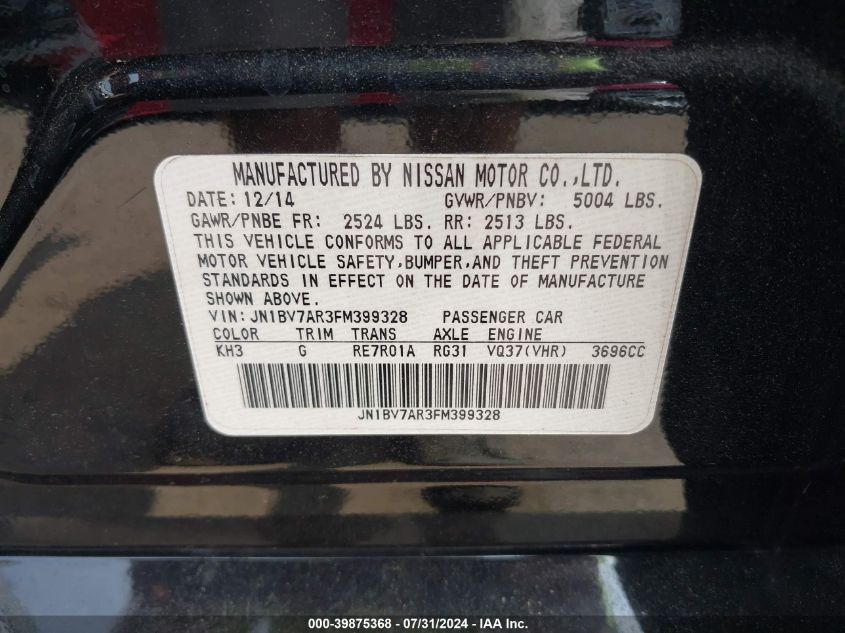 MANUFACTURED BY NISSAN MOTOR CO.,LTD.
DATE: 12/14 GVWR/PNBV: 5004 LBS.
GAWR/PNBE FR: 2524 LBS. RR: 2513 LBS.
THIS VEHICLE CONFORMS TO ALL APPLICABLE FEDERAL
MOTOR VEHICLE SAFETY,BUMPER,AND THEFT PREVENTION
STANDARDS IN EFFECT ON THE DATE OF MANUFACTURE
SHOWN ABOVE.
VIN: JN1BV7AR3FM399328 PASSENGER CAR
COLOR TRIM TRANS AXLE ENGINE
KH3 G RE7R01A RG31 VQ37(VHR) 3696CC
JN1BV7AR3FM399328
000-39875368 - 07/31/2024 - IAA Inc.